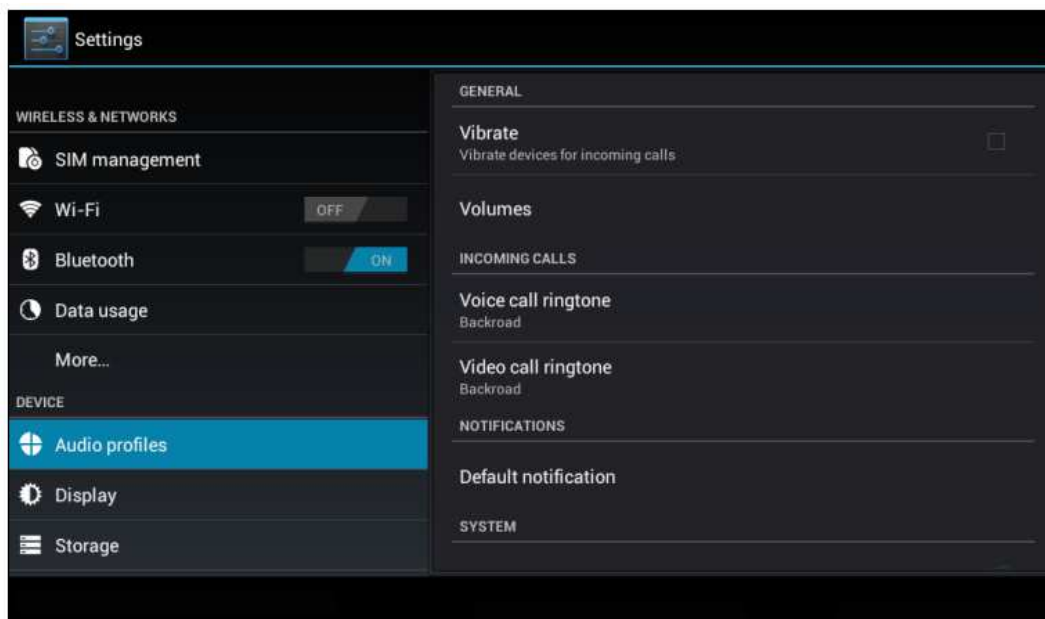 Settings
WIRELESS & NETWORKS
SIM management
Wi-Fi
OFF
Bluetooth
ON
Data usage
More...
DEVICE
Audio profiles
Display
Storage
GENERAL
Vibrate
Vibrate devices for incoming calls
Volumes
INCOMING CALLS
Voice call ringtone
Backroad
Video call ringtone
Backroad
NOTIFICATIONS
Default notification
SYSTEM